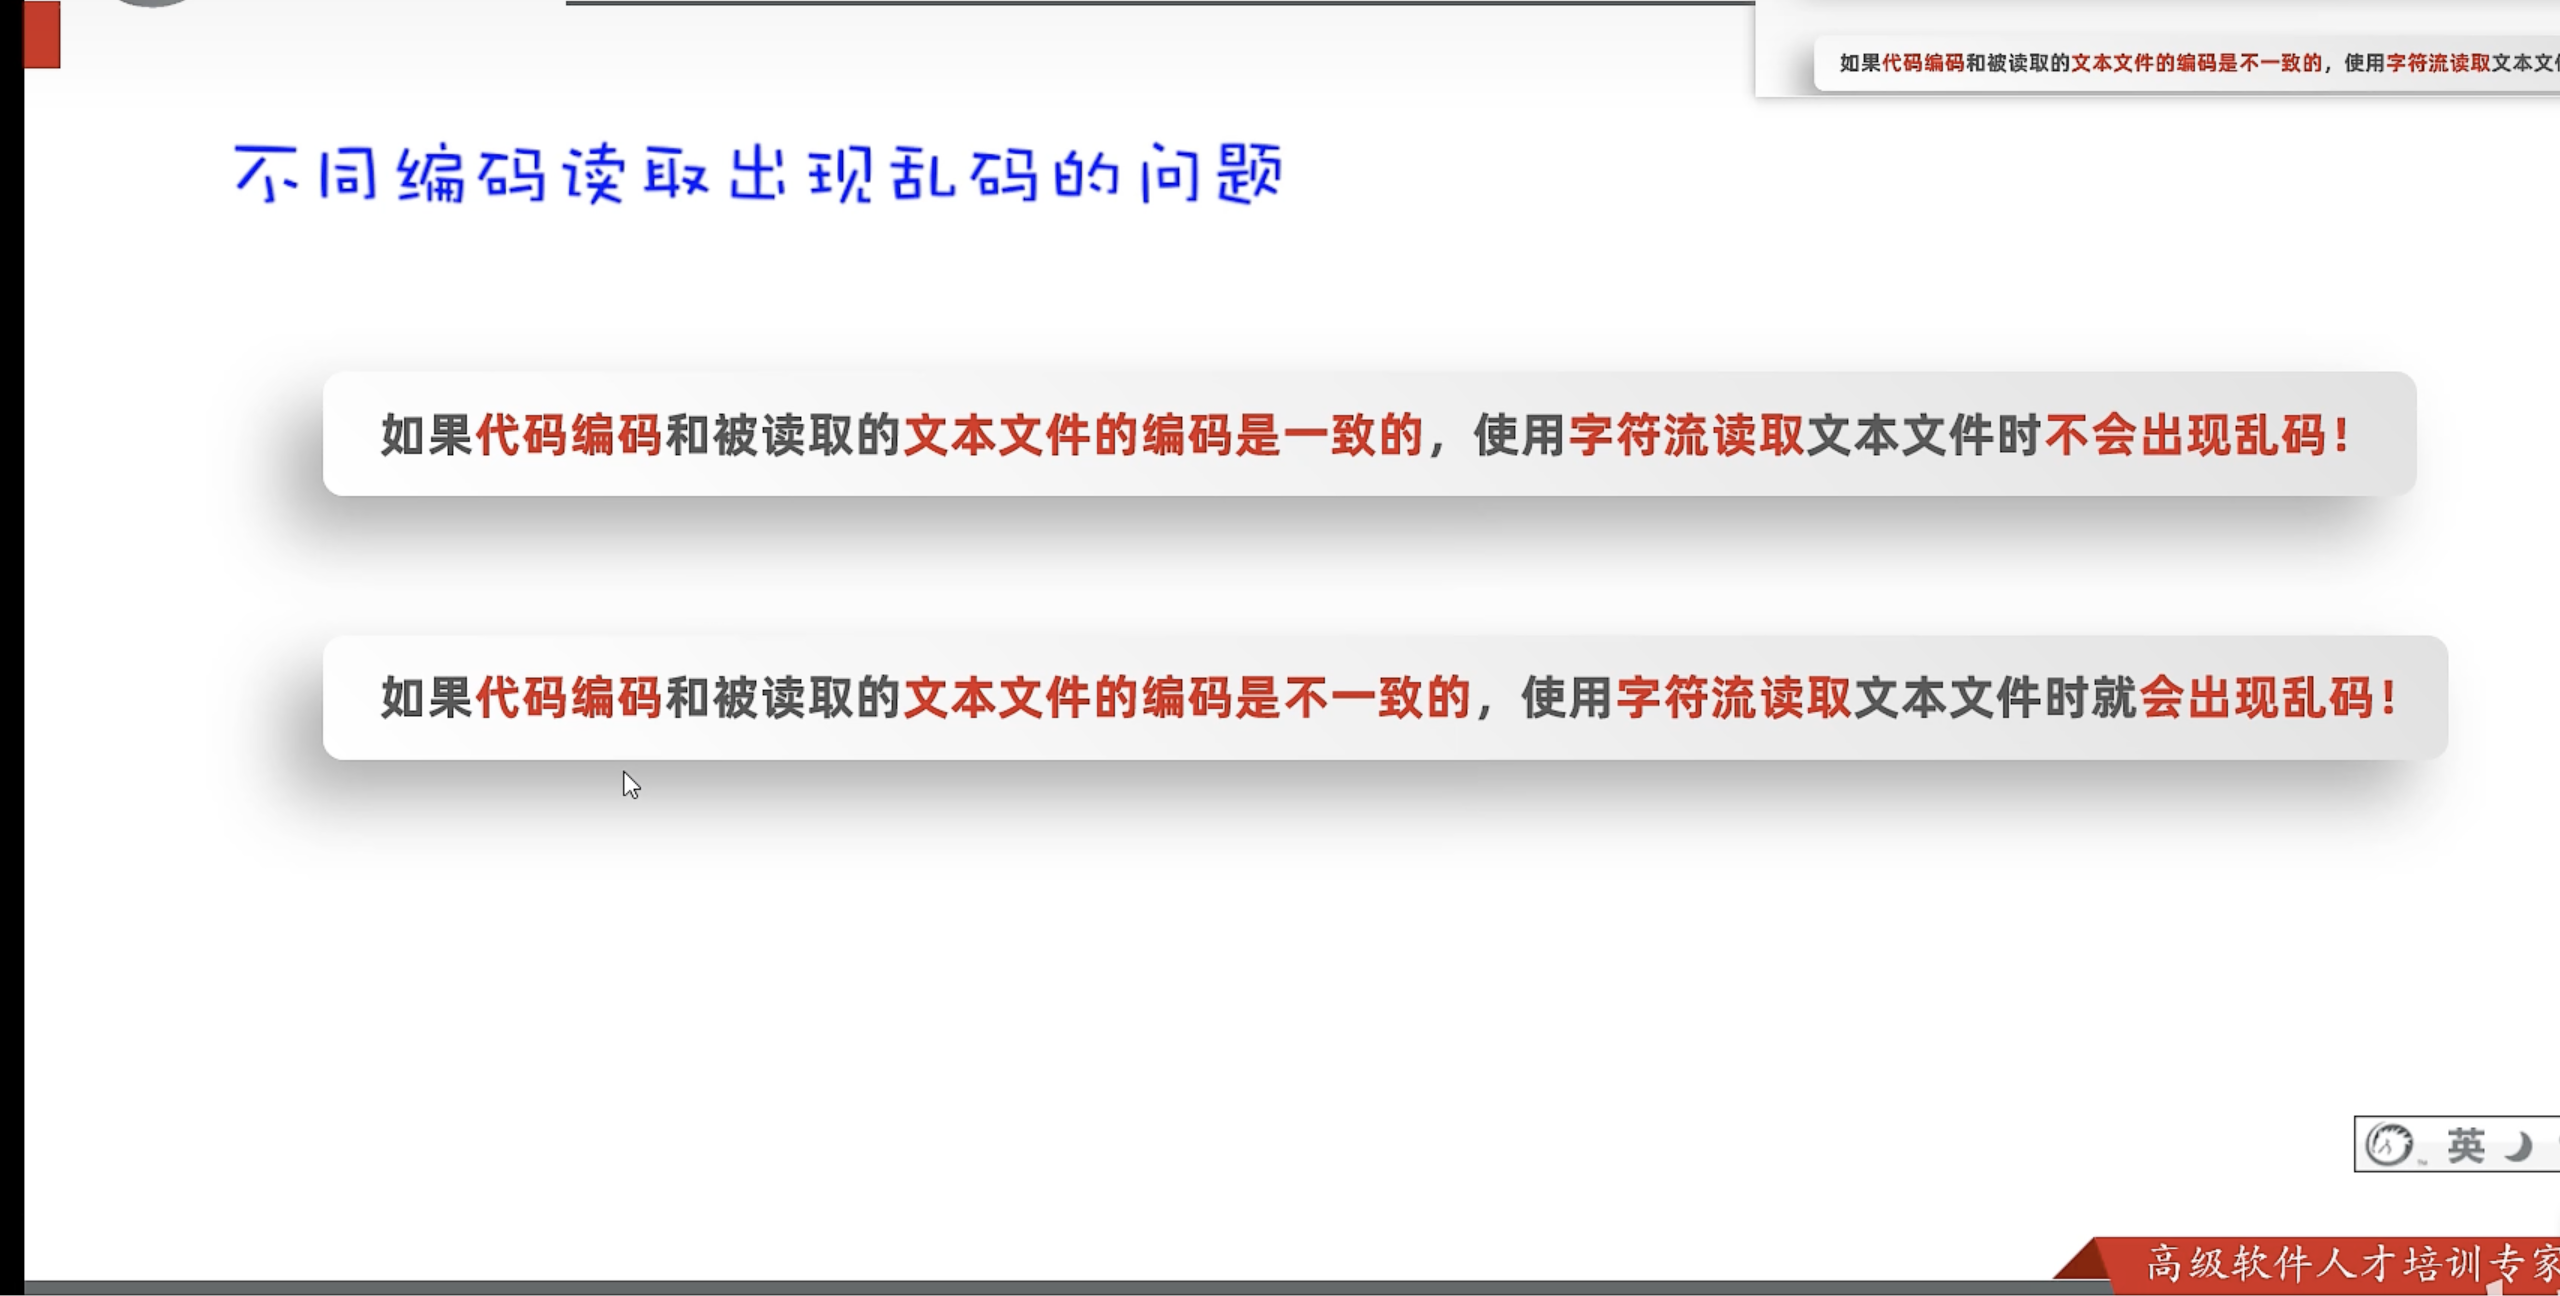 如果代码编码和被读取的文本文件的编码是不一致的，使用字符流读取文本文
不同编码读取出现乱码的问题
如果代码编码和被读取的文本文件的编码是一致的，使用字符流读取文本文件时不会出现乱码！
如果代码编码和被读取的文本文件的编码是不一致的，使用字符流读取文本文件时就会出现乱码！
英
高级软件人才培训专家